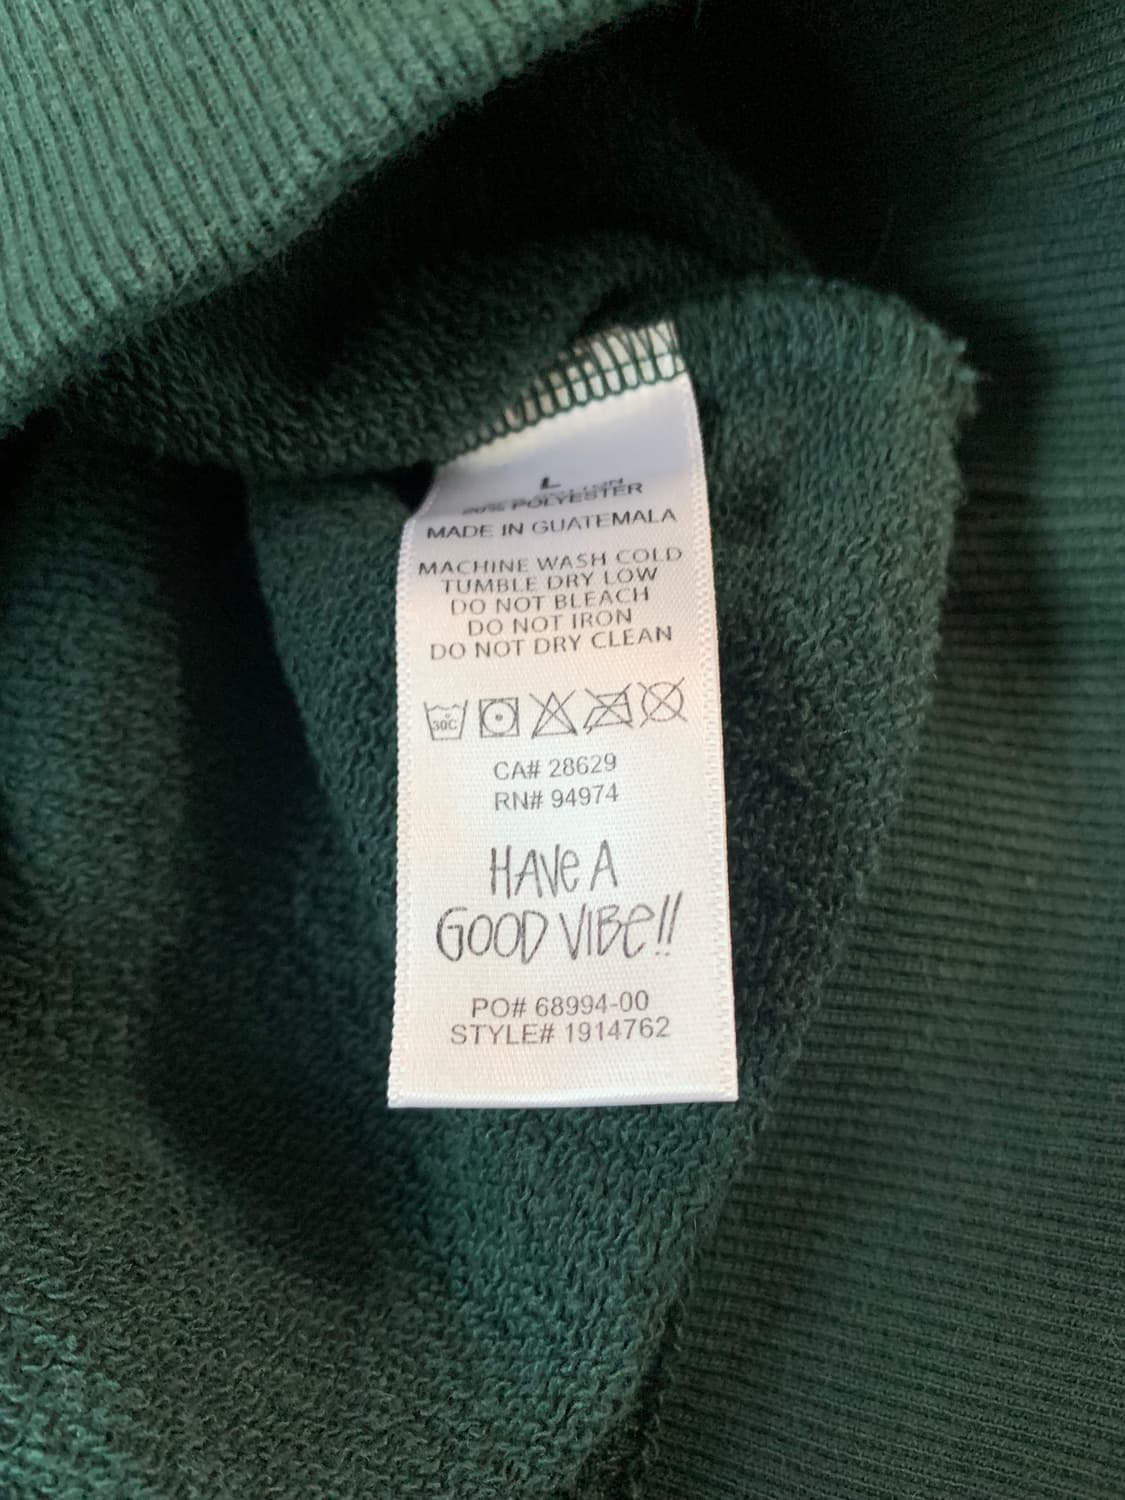 L
20% POLYESTER
MADE IN GUATEMALA
MACHINE WASH COLD
TUMBLE DRY LOW
DO NOT BLEACH
DO NOT IRON
DO NOT DRY CLEAN
30C
CA# 28629
RN# 94974
HAVe A
GOOD VIBe!!
PO# 68994-00
STYLE# 1914762